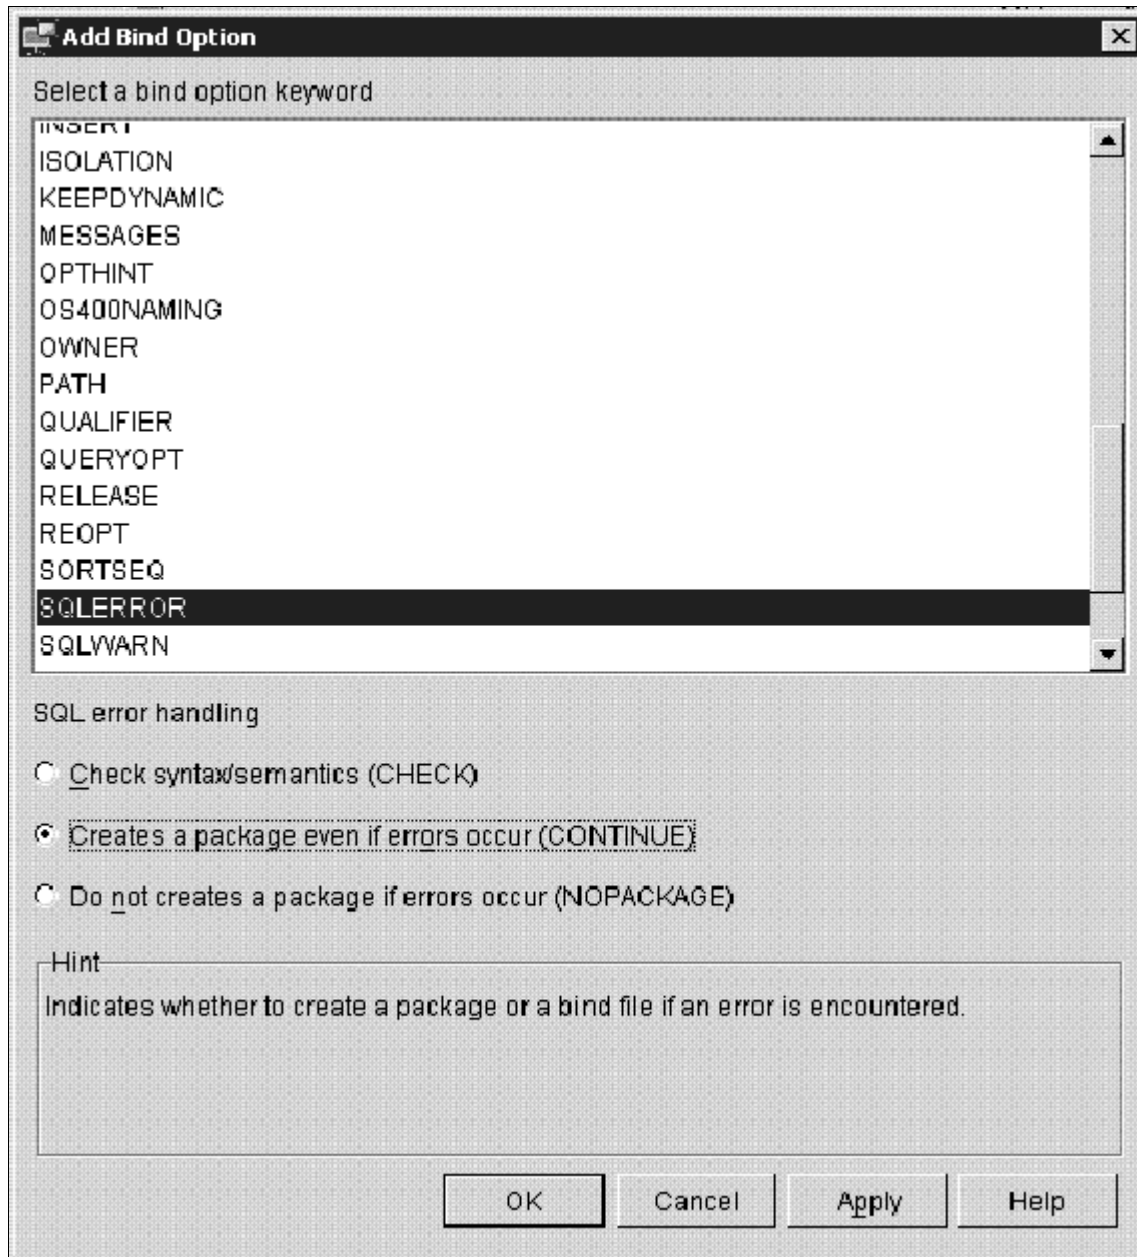 Add Bind Option
Select a bind option keyword
INSERT
ISOLATION
KEEPDYNAMIC
MESSAGES
OPTHINT
OS400NAMING
OWNER
PATH
QUALIFIER
QUERYOPT
RELEASE
REOPT
SORTSEQ
SQLERROR
SQLWARN
SQL error handling
Check syntax/semantics (CHECK)
Creates a package even if errors occur (CONTINUE)
Do not creates a package if errors occur (NOPACKAGE)
Hint
Indicates whether to create a package or a bind file if an error is encountered.
OK Cancel Apply Help